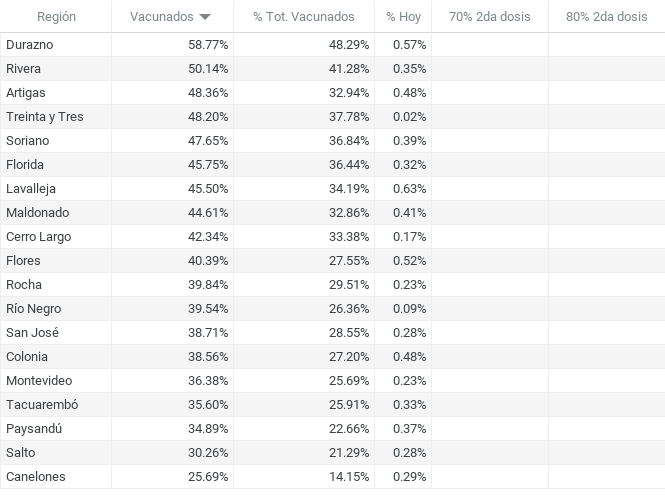 Región Vacunados % Tot. Vacunados % Hoy 70% 2da dosis 80% 2da dosis
Durazno 58.77% 48.29% 0.57%
Rivera 50.14% 41.28% 0.35%
Artigas 48.36% 32.94% 0.48%
Treinta y Tres 48.20% 37.78% 0.02%
Soriano 47.65% 36.84% 0.39%
Florida 45.75% 36.44% 0.32%
Lavalleja 45.50% 34.19% 0.63%
Maldonado 44.61% 32.86% 0.41%
Cerro Largo 42.34% 33.38% 0.17%
Flores 40.39% 27.55% 0.52%
Rocha 39.84% 29.51% 0.23%
Río Negro 39.54% 26.36% 0.09%
San José 38.71% 28.55% 0.28%
Colonia 38.56% 27.20% 0.48%
Montevideo 36.38% 25.69% 0.23%
Tacuarembó 35.60% 25.91% 0.33%
Paysandú 34.89% 22.66% 0.37%
Salto 30.26% 21.29% 0.28%
Canelones 25.69% 14.15% 0.29%